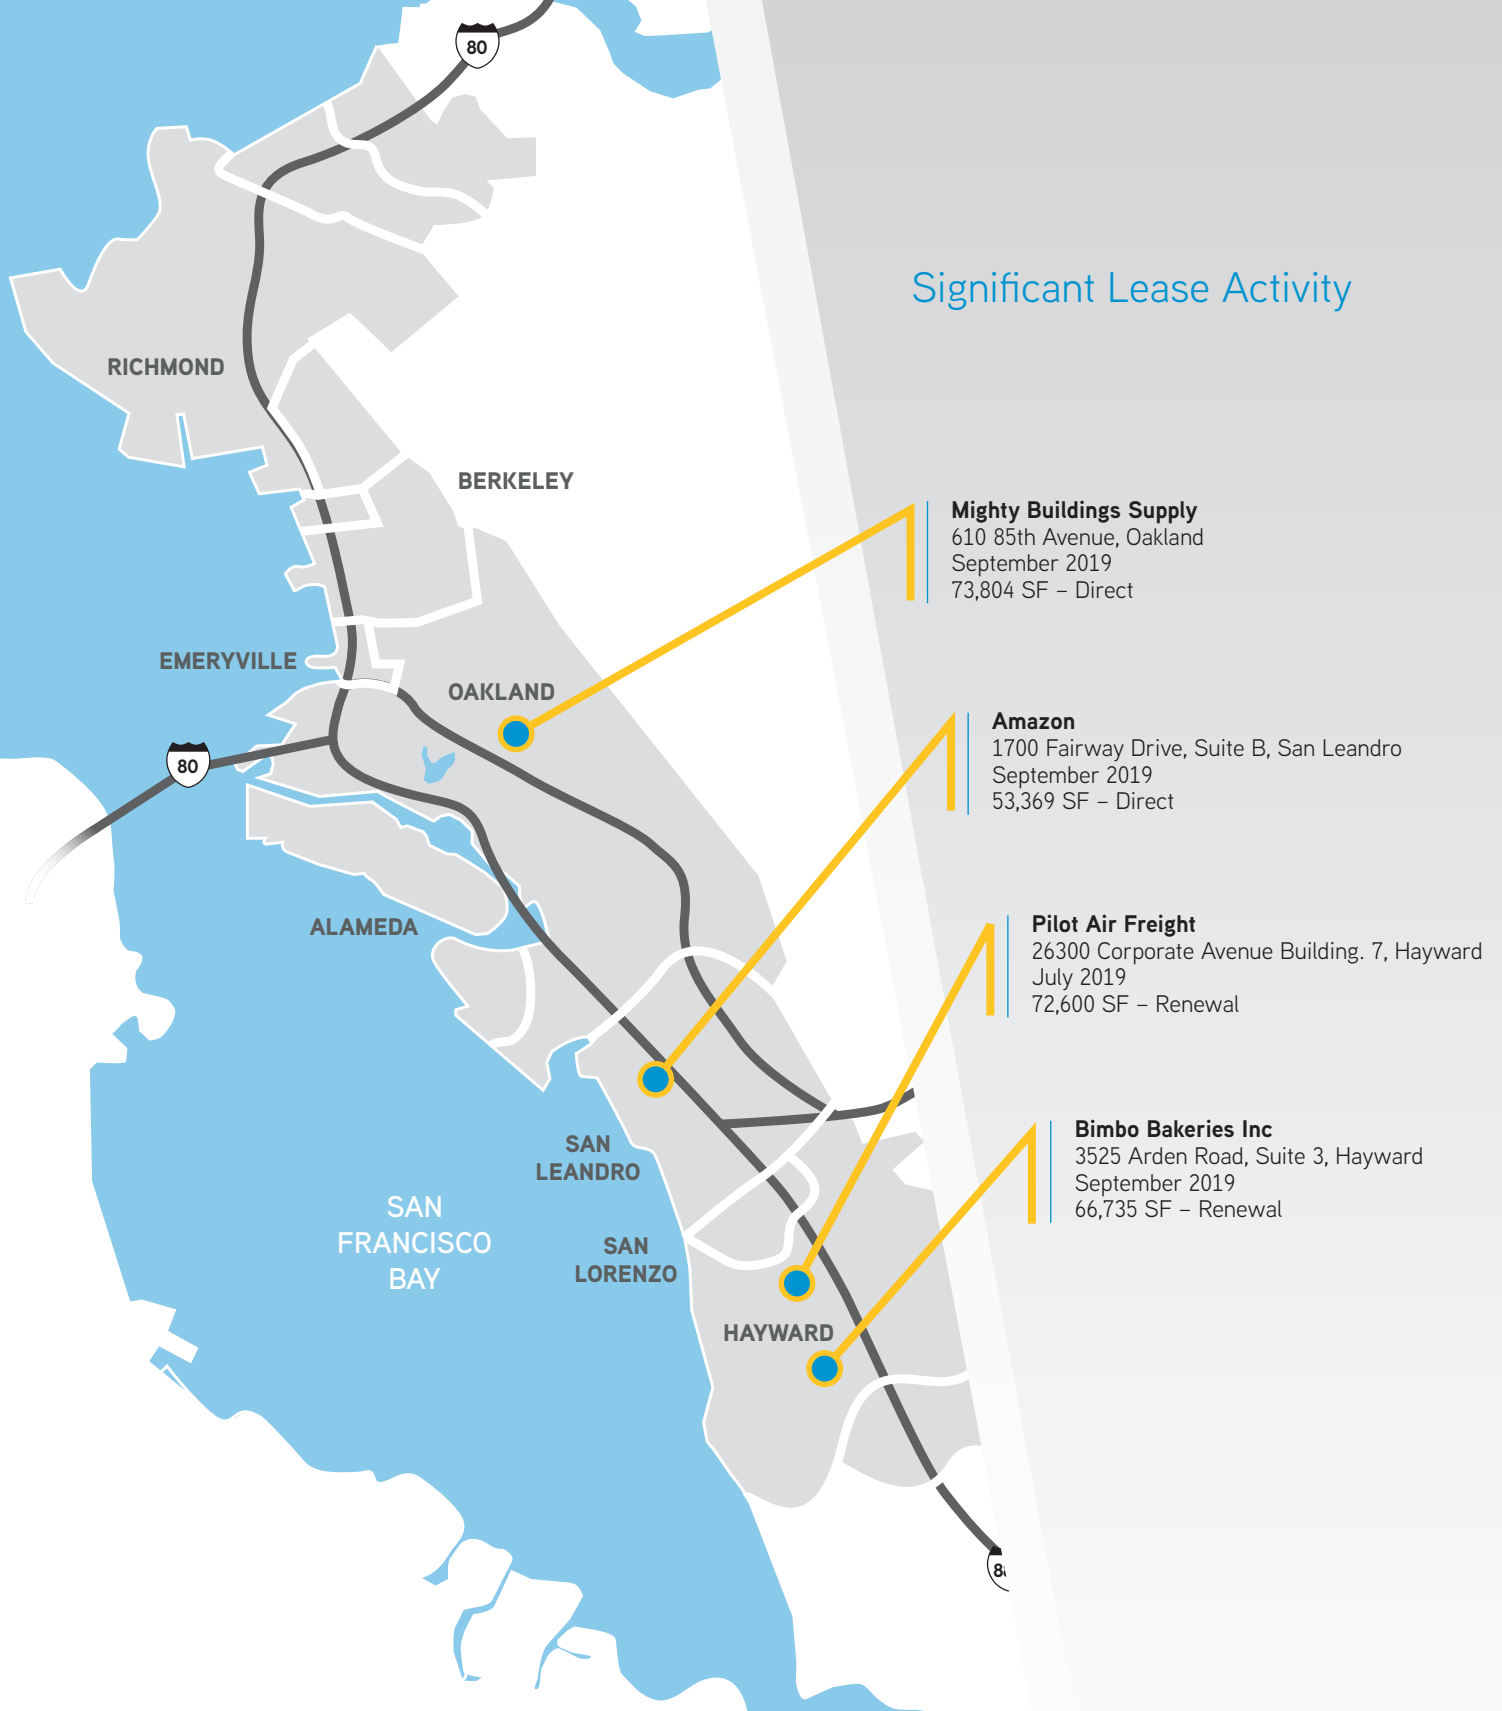 80
Significant Lease Activity
RICHMOND
BERKELEY
Mighty Buildings Supply
610 85th Avenue, Oakland
September 2019
73,804 SF – Direct
EMERYVILLE
OAKLAND
80
Amazon
1700 Fairway Drive, Suite B, San Leandro
September 2019
53,369 SF – Direct
ALAMEDA
Pilot Air Freight
26300 Corporate Avenue Building. 7, Hayward
July 2019
72,600 SF – Renewal
SAN
LEANDRO
Bimbo Bakeries Inc
3525 Arden Road, Suite 3, Hayward
September 2019
66,735 SF – Renewal
SAN
FRANCISCO
BAY
SAN
LORENZO
HAYWARD